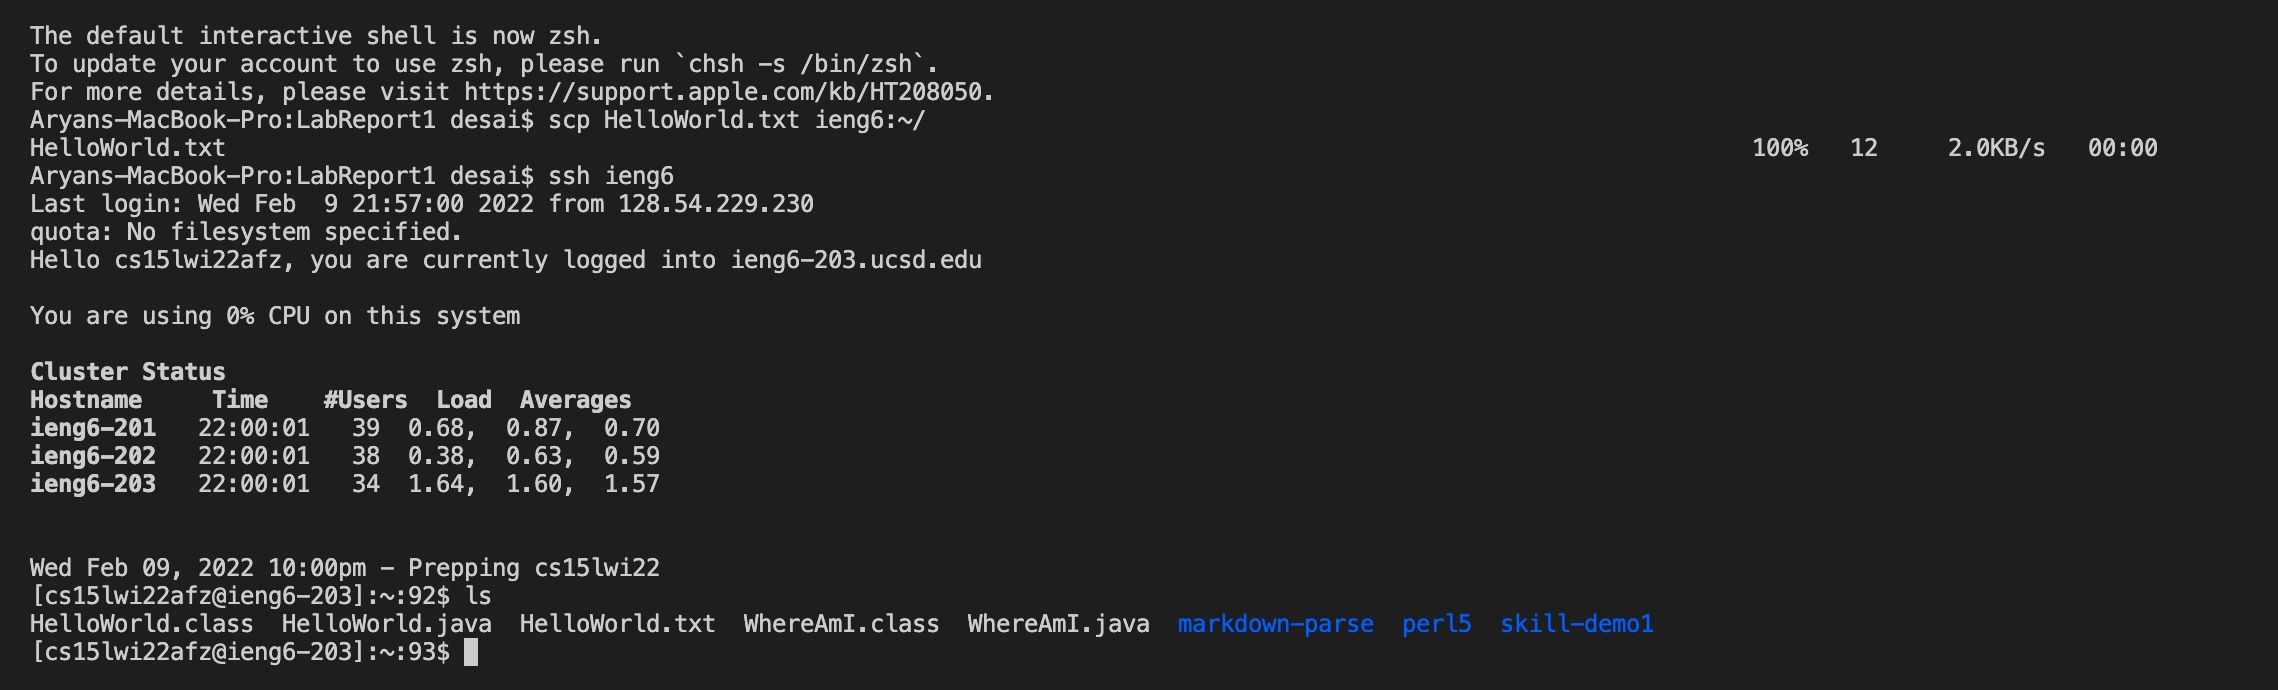 The default interactive shell is now zsh.
To update your account to use zsh, please run `chsh -s /bin/zsh`.
For more details, please visit https://support.apple.com/kb/HT208050.
Aryans-MacBook-Pro:LabReport1 desai$ scp HelloWorld.txt ieng6:~/
HelloWorld.txt 100% 12 2.0KB/s 00:00
Aryans-MacBook-Pro:LabReport1 desai$ ssh ieng6
Last login: Wed Feb  9 21:57:00 2022 from 128.54.229.230
quota: No filesystem specified.
Hello cs15lwi22afz, you are currently logged into ieng6-203.ucsd.edu
You are using 0% CPU on this system
Cluster Status
Hostname     Time    #Users  Load  Averages
ieng6-201   22:00:01   39  0.68,  0.87,  0.70
ieng6-202   22:00:01   38  0.38,  0.63,  0.59
ieng6-203   22:00:01   34  1.64,  1.60,  1.57
Wed Feb 09, 2022 10:00pm - Prepping cs15lwi22
[cs15lwi22afz@ieng6-203]:~:92$ ls
HelloWorld.class  HelloWorld.java  HelloWorld.txt  WhereAmI.class  WhereAmI.java  markdown-parse  perl5  skill-demo1
[cs15lwi22afz@ieng6-203]:~:93$